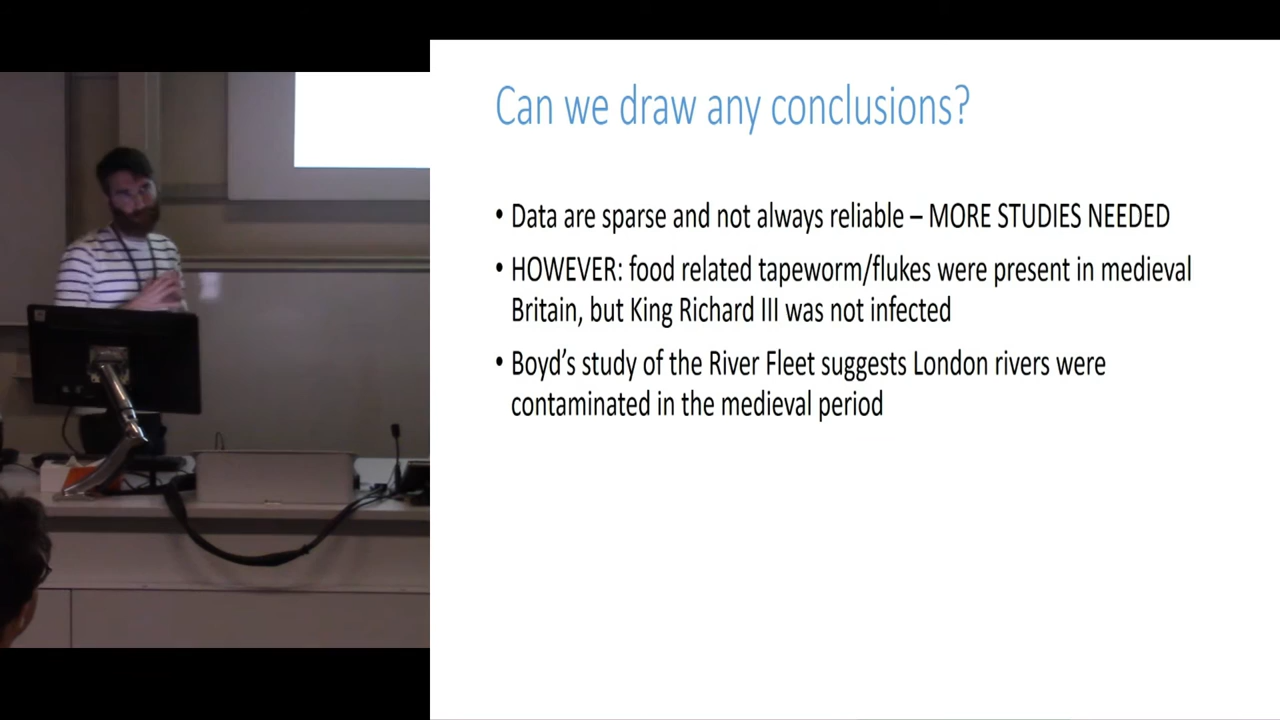 Can we draw any conclusions?
• Data are sparse and not always reliable – MORE STUDIES NEEDED
• HOWEVER: food related tapeworm/flukes were present in medieval
Britain, but King Richard III was not infected
• Boyd's study of the River Fleet suggests London rivers were
contaminated in the medieval period